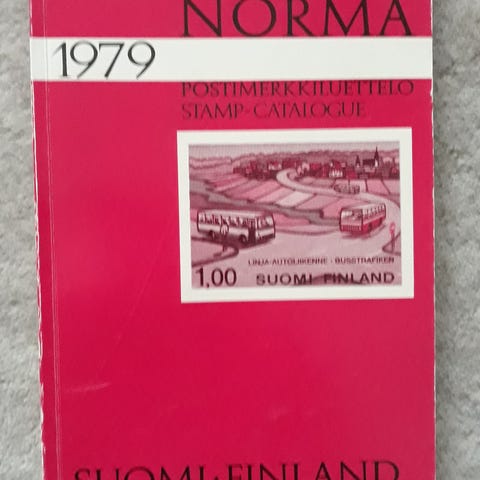 NORMA
1979
POSTIMERKKILUETTELO
STAMP-CATALOGUE
LINJA-AUTOLIIKENNE - BUSSTRAFIKEN
1,00 SUOMI FINLAND
SUOMI-FINLAND